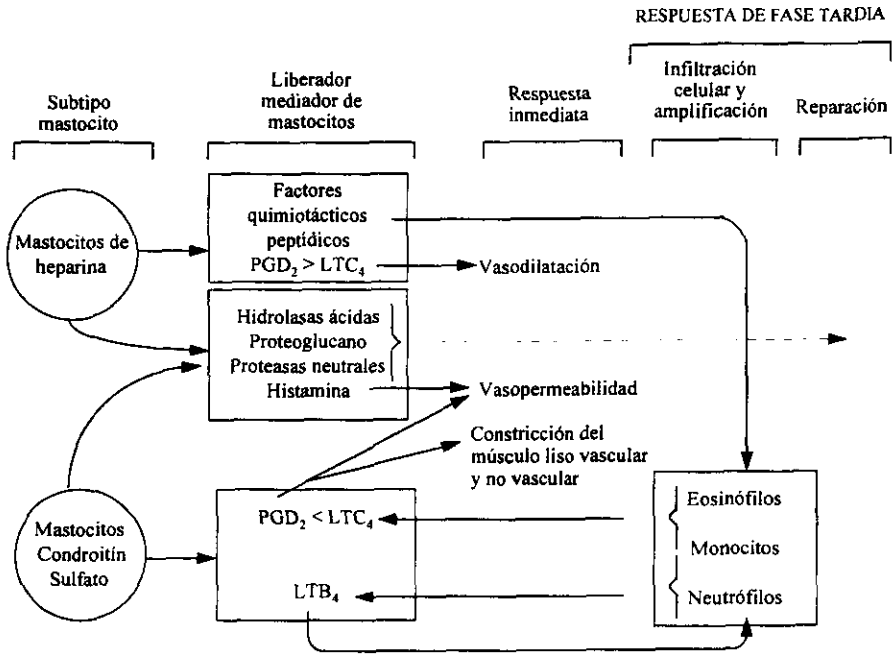 RESPUESTA DE FASE TARDIA
Subtipo
mastocito
Liberador
mediador de
mastocitos
Respuesta
inmediata
Infiltración
celular y
amplificación
Reparación
Mastocitos de
heparina
Factores
quimiotácticos
peptídicos
PGD₂ > LTC₄
Vasodilatación
Hidrolasas ácidas
Proteoglucano
Proteasas neutrales
Histamina
Vasopermeabilidad
Constricción del
músculo liso vascular
y no vascular
Mastocitos
Condroitín
Sulfato
PGD₂ < LTC₄
LTB₄
Eosinófilos
Monocitos
Neutrófilos